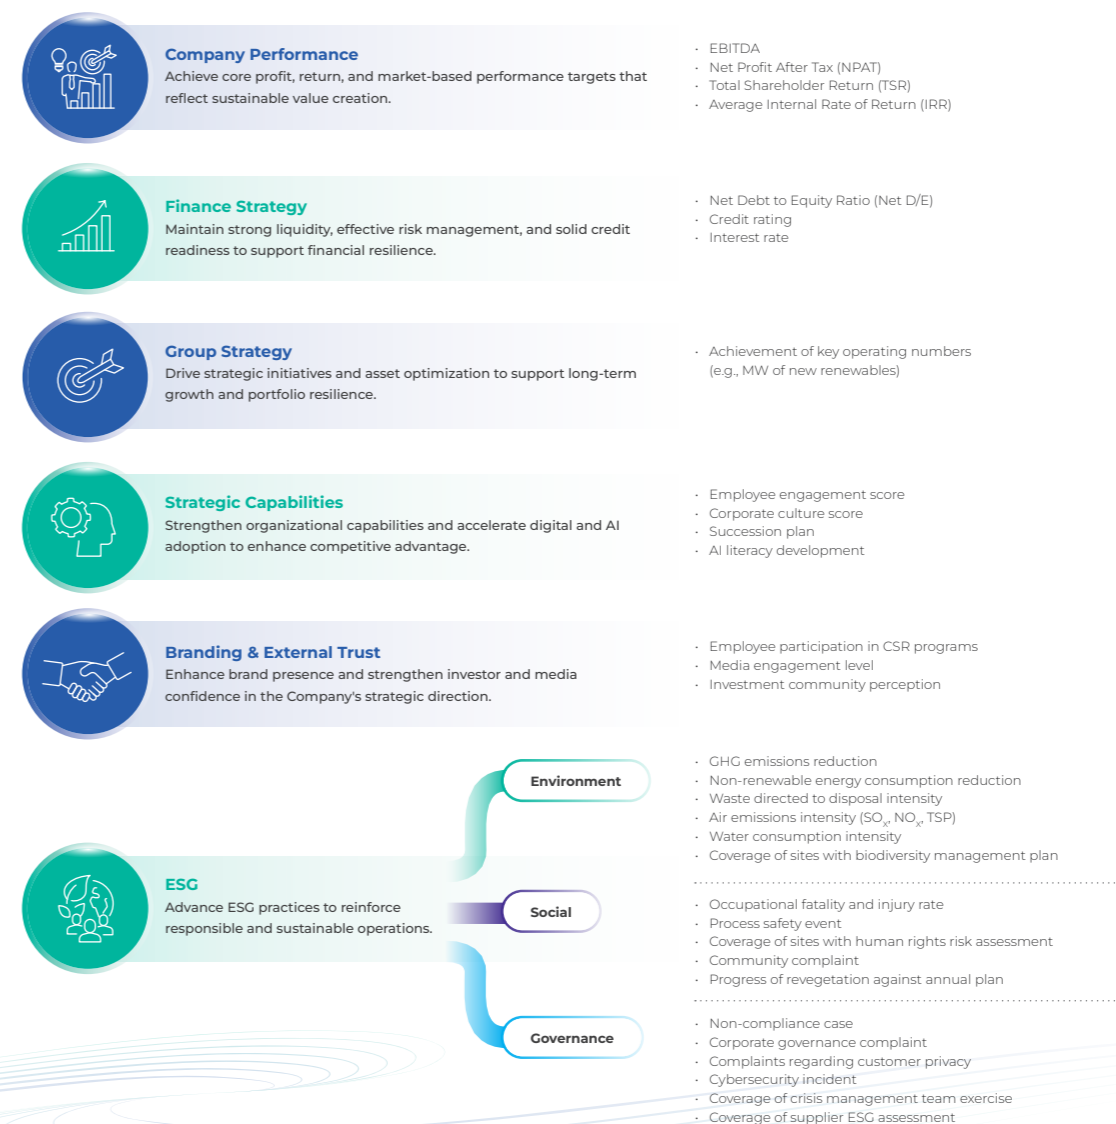 Company Performance
Achieve core profit, return, and market-based performance targets that
reflect sustainable value creation.
· EBITDA
· Net Profit After Tax (NPAT)
· Total Shareholder Return (TSR)
· Average Internal Rate of Return (IRR)
Finance Strategy
Maintain strong liquidity, effective risk management, and solid credit
readiness to support financial resilience.
· Net Debt to Equity Ratio (Net D/E)
· Credit rating
· Interest rate
Group Strategy
Drive strategic initiatives and asset optimization to support long-term
growth and portfolio resilience.
· Achievement of key operating numbers
(e.g., MW of new renewables)
Strategic Capabilities
Strengthen organizational capabilities and accelerate digital and AI
adoption to enhance competitive advantage.
· Employee engagement score
· Corporate culture score
· Succession plan
· AI literacy development
Branding & External Trust
Enhance brand presence and strengthen investor and media
confidence in the Company's strategic direction.
· Employee participation in CSR programs
· Media engagement level
· Investment community perception
ESG
Advance ESG practices to reinforce
responsible and sustainable operations.
Environment
· GHG emissions reduction
· Non-renewable energy consumption reduction
· Waste directed to disposal intensity
· Air emissions intensity (SOx, NOx, TSP)
· Water consumption intensity
· Coverage of sites with biodiversity management plan
Social
· Occupational fatality and injury rate
· Process safety event
· Coverage of sites with human rights risk assessment
· Community complaint
· Progress of revegetation against annual plan
Governance
· Non-compliance case
· Corporate governance complaint
· Complaints regarding customer privacy
· Cybersecurity incident
· Coverage of crisis management team exercise
· Coverage of supplier ESG assessment